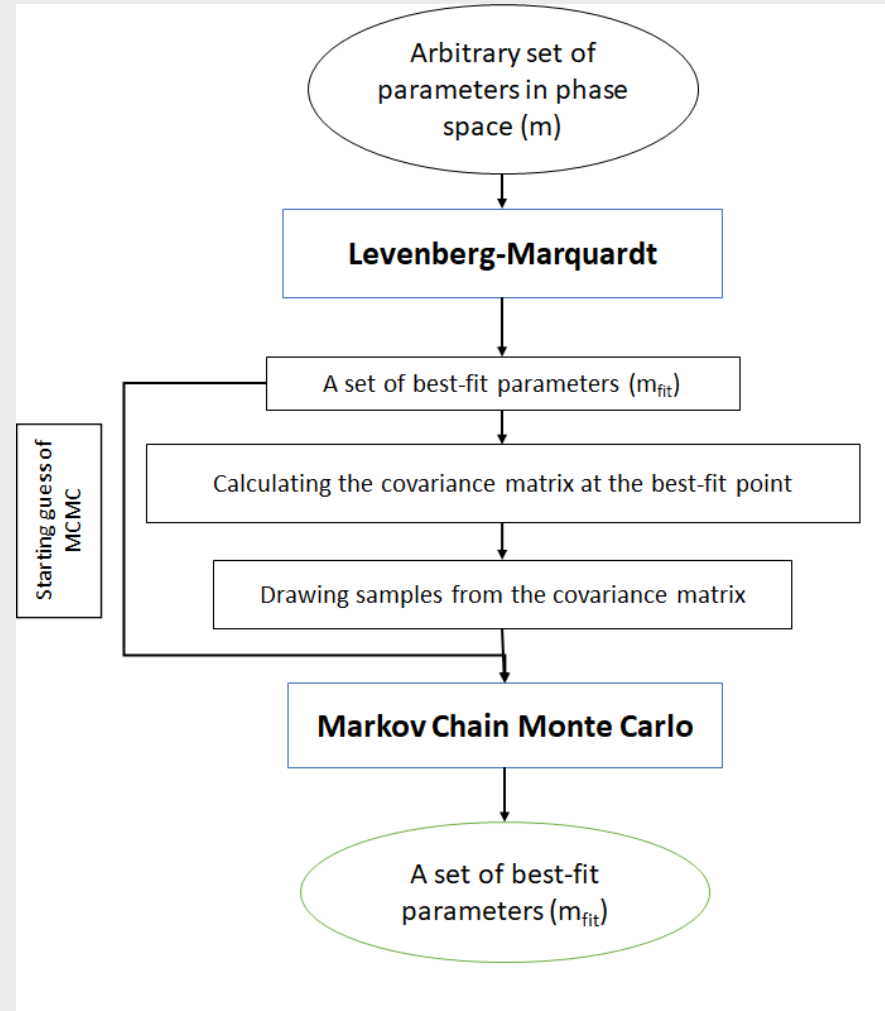 Arbitrary set of
parameters in phase
space (m)
Levenberg-Marquardt
A set of best-fit parameters (mfit)
Calculating the covariance matrix at the best-fit point
Starting guess of
MCMC
Drawing samples from the covariance matrix
Markov Chain Monte Carlo
A set of best-fit
parameters (mfit)